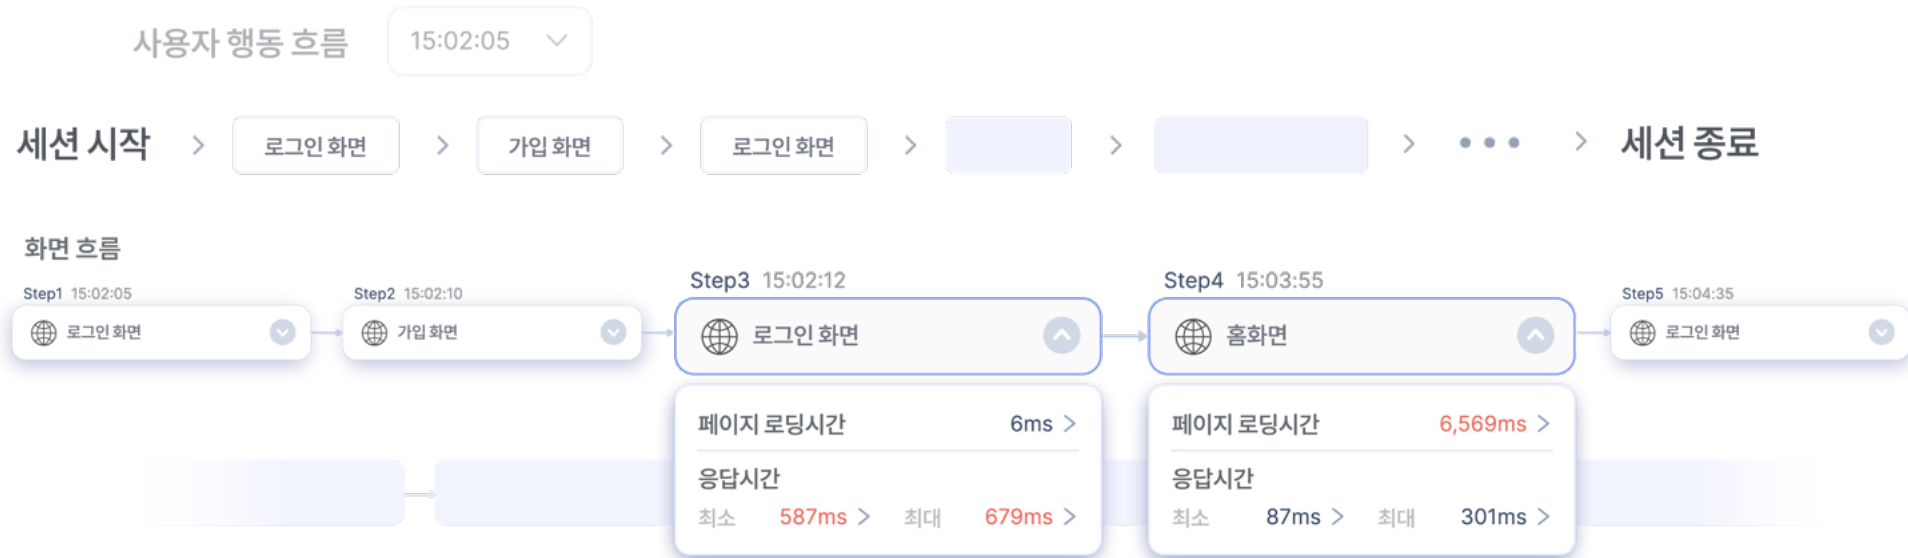 사용자 행동 흐름 15:02:05
세션 시작 > 로그인 화면 > 가입 화면 > 로그인 화면 > > > ••• > 세션 종료
화면 흐름
Step1 15:02:05
로그인 화면
Step2 15:02:10
가입 화면
Step3 15:02:12
로그인 화면
페이지 로딩시간 6ms >
응답시간
최소 587ms > 최대 679ms >
Step4 15:03:55
홈화면
페이지 로딩시간 6,569ms >
응답시간
최소 87ms > 최대 301ms >
Step5 15:04:35
로그인 화면